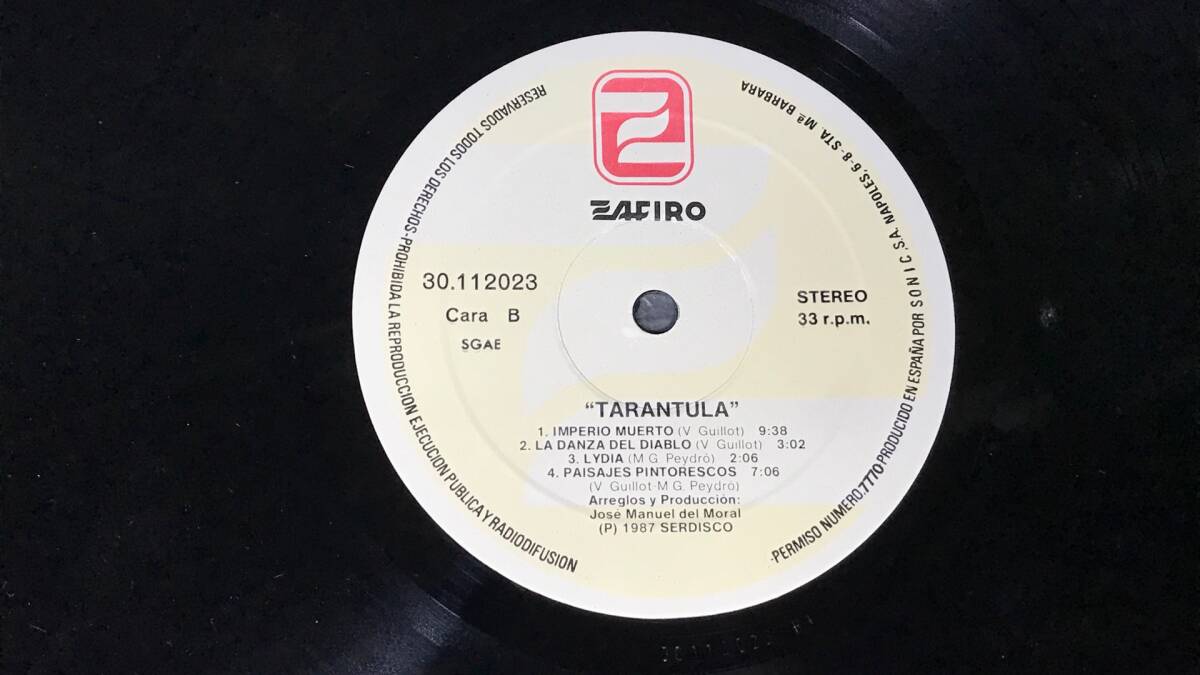 ZAFIRO
30.112023
Cara B
SGAE
STEREO
33 r.p.m.
"TARANTULA"
1. IMPERIO MUERTO (V Guillot) 9:38
2. LA DANZA DEL DIABLO (V Guillot) 3:02
3. LYDIA (M G. Peydró) 2:06
4. PAISAJES PINTORESCOS 7:06
(V Guillot-M G. Peydró)
Arreglos y Producción:
José Manuel del Moral
(P) 1987 SERDISCO
RESERVADOS TODOS LOS DERECHOS-PROHIBIDA LA REPRODUCCION EJECUCION PUBLICA Y RADIODIFUSION
-PERMISO NUMERO.7770 PRODUCIDO EN ESPAÑA POR SONIC, S.A. NAPOLES, 6-8-STA. Mª BARBARA